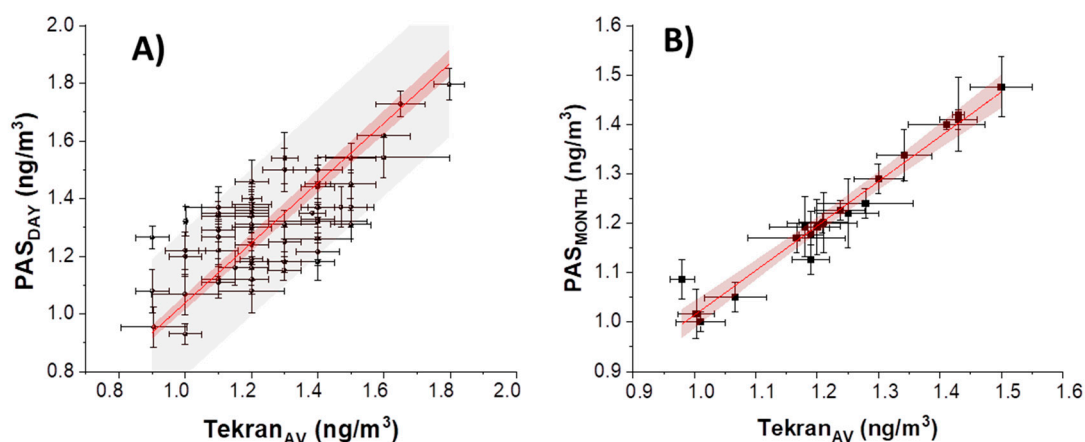 A)
PAS_DAY (ng/m³)
2.0
1.8
1.6
1.4
1.2
1.0
0.8
0.8 1.0 1.2 1.4 1.6 1.8 2.0
Tekran_AV (ng/m³)
B)
PAS_MONTH (ng/m³)
1.6
1.5
1.4
1.3
1.2
1.1
1.0
0.9
0.9 1.0 1.1 1.2 1.3 1.4 1.5 1.6
Tekran_AV (ng/m³)